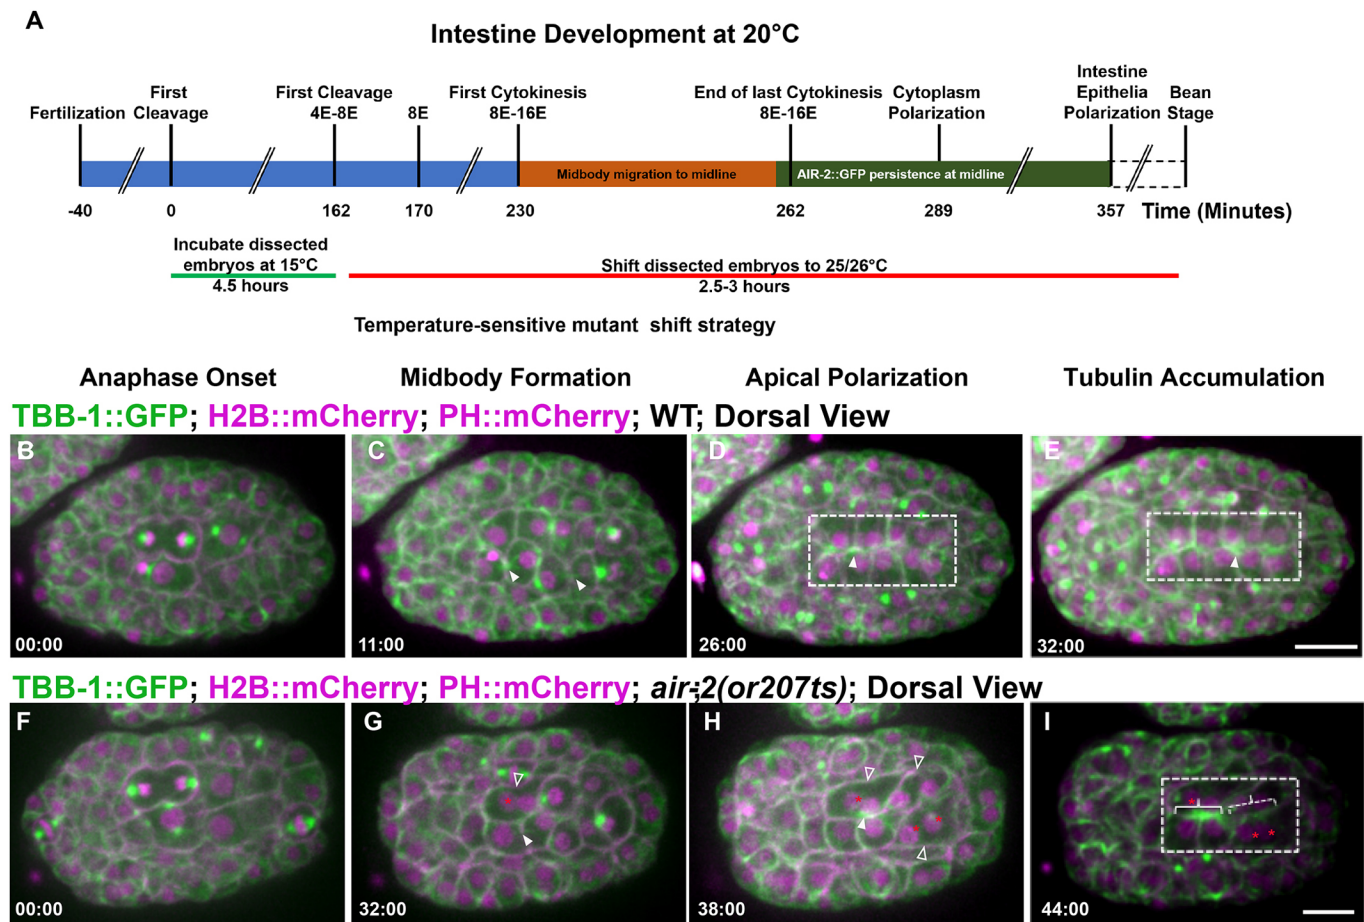 A
Intestine Development at 20°C
Fertilization
First
Cleavage
First Cleavage
4E-8E
8E
First Cytokinesis
8E-16E
End of last Cytokinesis
8E-16E
Cytoplasm
Polarization
Intestine
Epithelia
Polarization
Bean
Stage
Midbody migration to midline
AIR-2::GFP persistence at midline
-40
0
162
170
230
262
289
357
Time (Minutes)
Incubate dissected
embryos at 15°C
4.5 hours
Shift dissected embryos to 25/26°C
2.5-3 hours
Temperature-sensitive mutant shift strategy
Anaphase Onset
Midbody Formation
Apical Polarization
Tubulin Accumulation
TBB-1::GFP; H2B::mCherry; PH::mCherry; WT; Dorsal View
B
C
D
E
00:00
11:00
26:00
32:00
TBB-1::GFP; H2B::mCherry; PH::mCherry; air-2(or207ts); Dorsal View
F
G
H
I
00:00
32:00
38:00
44:00